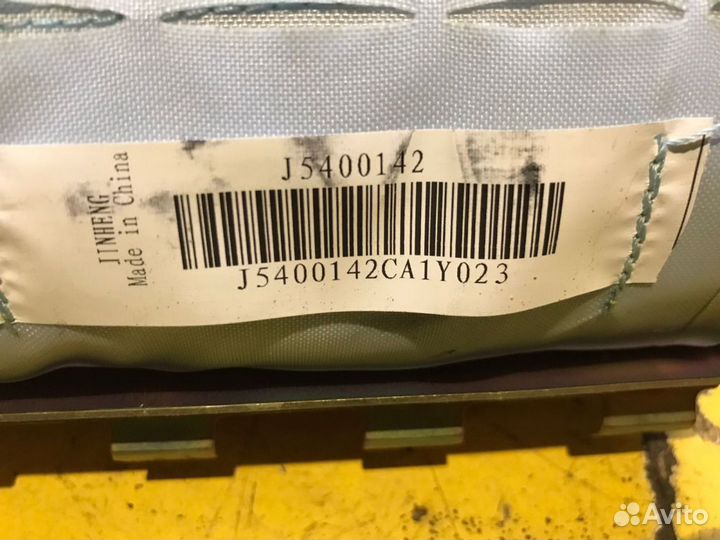 J5400142
JINHENG
Made in China
J5400142CA1Y023
Avito